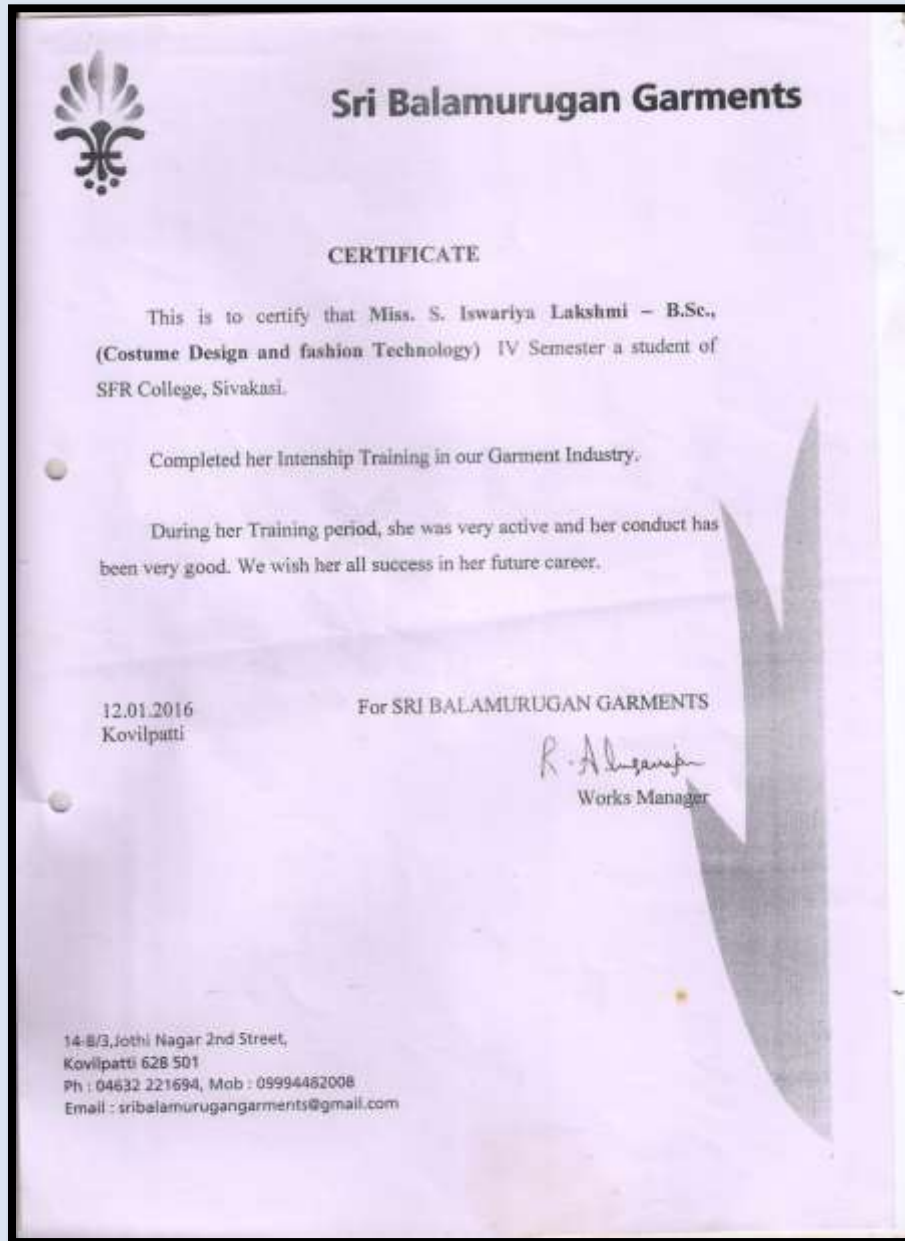 Sri Balamurugan Garments
CERTIFICATE
This is to certify that Miss. S. Iswariya Lakshmi – B.Sc.,
(Costume Design and fashion Technology) IV Semester a student of
SFR College, Sivakasi.
Completed her Intenship Training in our Garment Industry.
During her Training period, she was very active and her conduct has
been very good. We wish her all success in her future career.
12.01.2016
Kovilpatti
For SRI BALAMURUGAN GARMENTS
Works Manager
14-8/3,Jothi Nagar 2nd Street,
Kovilpatti 628 501
Ph : 04632 221694, Mob : 09994482008
Email : sribalamurugangarments@gmail.com